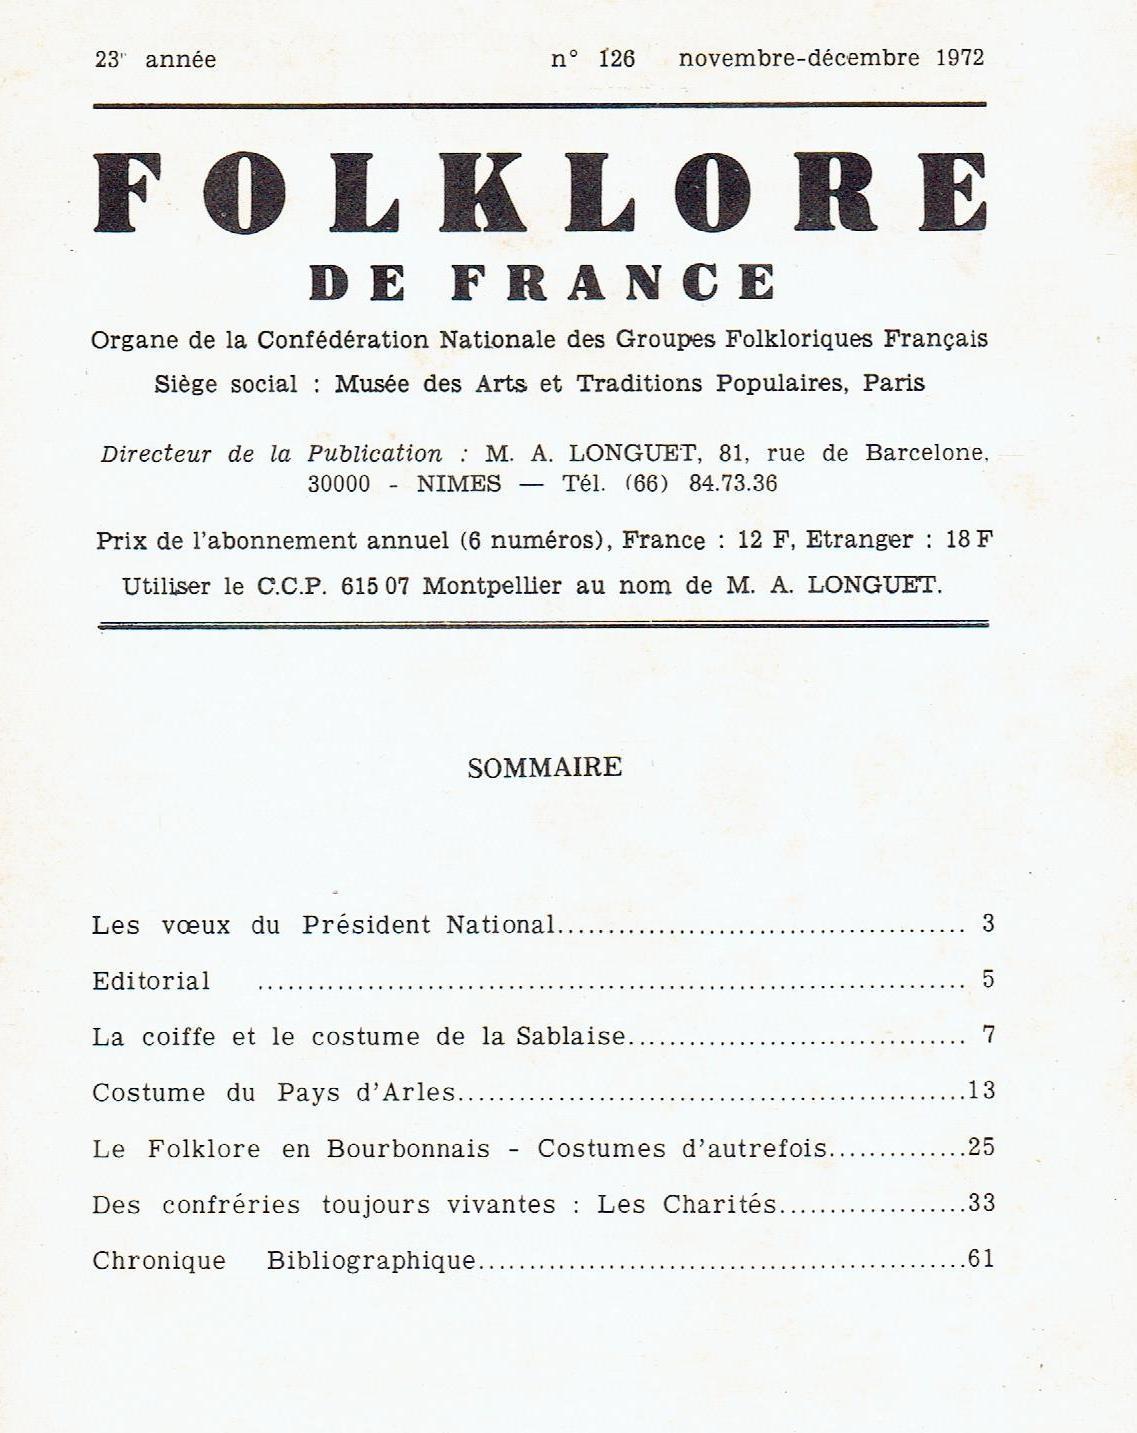 23e année n° 126 novembre-décembre 1972
FOLKLORE
DE FRANCE
Organe de la Confédération Nationale des Groupes Folkloriques Français
Siège social : Musée des Arts et Traditions Populaires, Paris
Directeur de la Publication : M. A. LONGUET, 81, rue de Barcelone.
30000 - NIMES — Tél. (66) 84.73.36
Prix de l'abonnement annuel (6 numéros), France : 12 F, Etranger : 18 F
Utiliser le C.C.P. 615 07 Montpellier au nom de M. A. LONGUET.
SOMMAIRE
Les vœux du Président National........................................ 3
Editorial ...................................................................... 5
La coiffe et le costume de la Sablaise................................. 7
Costume du Pays d'Arles..................................................13
Le Folklore en Bourbonnais - Costumes d'autrefois..............25
Des confréries toujours vivantes : Les Charités...................33
Chronique Bibliographique................................................61